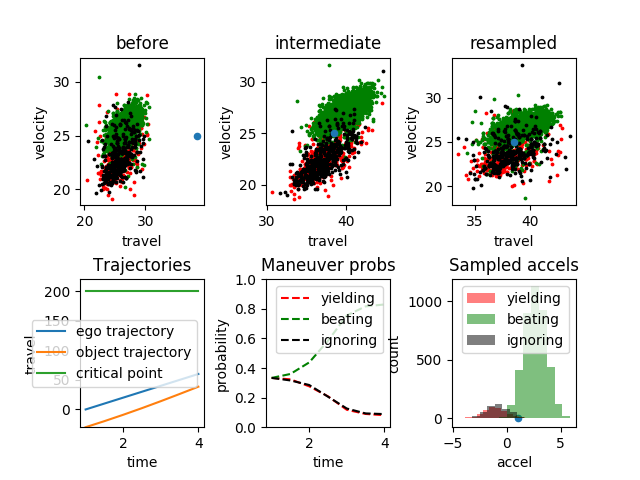 before
intermediate
resampled
30
25
20
velocity
20
30
travel
30
25
20
velocity
30
40
travel
30
25
20
velocity
35
40
travel
Trajectories
Maneuver probs
Sampled accels
200
150
100
50
0
travel
ego trajectory
object trajectory
critical point
2
4
time
1.0
0.8
0.6
0.4
0.2
0.0
probability
yielding
beating
ignoring
2
4
time
1000
500
0
count
yielding
beating
ignoring
−5
0
5
accel